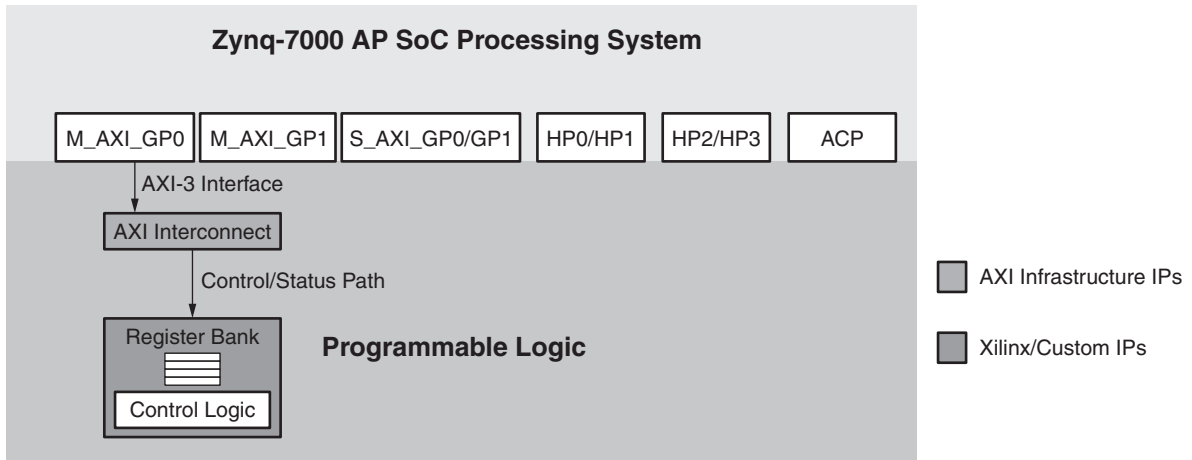 Zynq-7000 AP SoC Processing System
M_AXI_GP0 M_AXI_GP1 S_AXI_GP0/GP1 HP0/HP1 HP2/HP3 ACP
AXI-3 Interface
AXI Interconnect
Control/Status Path
Register Bank
Control Logic
Programmable Logic
AXI Infrastructure IPs
Xilinx/Custom IPs